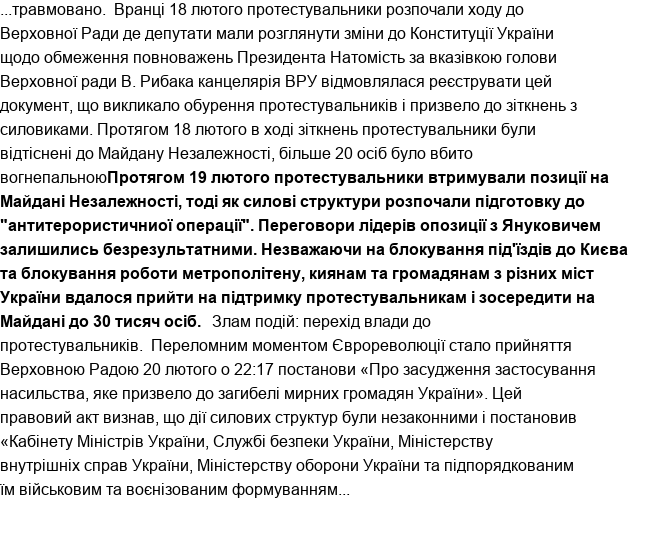 ...травмовано.  Вранці 18 лютого протестувальники розпочали ходу до
Верховної Ради де депутати мали розглянути зміни до Конституції України
щодо обмеження повноважень Президента Натомість за вказівкою голови
Верховної ради В. Рибака канцелярія ВРУ відмовлялася реєструвати цей
документ, що викликало обурення протестувальників і призвело до зіткнень з
силовиками. Протягом 18 лютого в ході зіткнень протестувальники були
відтіснені до Майдану Незалежності, більше 20 осіб було вбито
вогнепальноюПротягом 19 лютого протестувальники втримували позиції на
Майдані Незалежності, тоді як силові структури розпочали підготовку до
"антитерористичниої операції". Переговори лідерів опозиції з Януковичем
залишились безрезультатними. Незважаючи на блокування під'їздів до Києва
та блокування роботи метрополітену, киянам та громадянам з різних міст
України вдалося прийти на підтримку протестувальникам і зосередити на
Майдані до 30 тисяч осіб.   Злам подій: перехід влади до
протестувальників.  Переломним моментом Єврореволюції стало прийняття
Верховною Радою 20 лютого о 22:17 постанови «Про засудження застосування
насильства, яке призвело до загибелі мирних громадян України». Цей
правовий акт визнав, що дії силових структур були незаконними і постановив
«Кабінету Міністрів України, Службі безпеки України, Міністерству
внутрішніх справ України, Міністерству оборони України та підпорядкованим
їм військовим та воєнізованим формуванням...